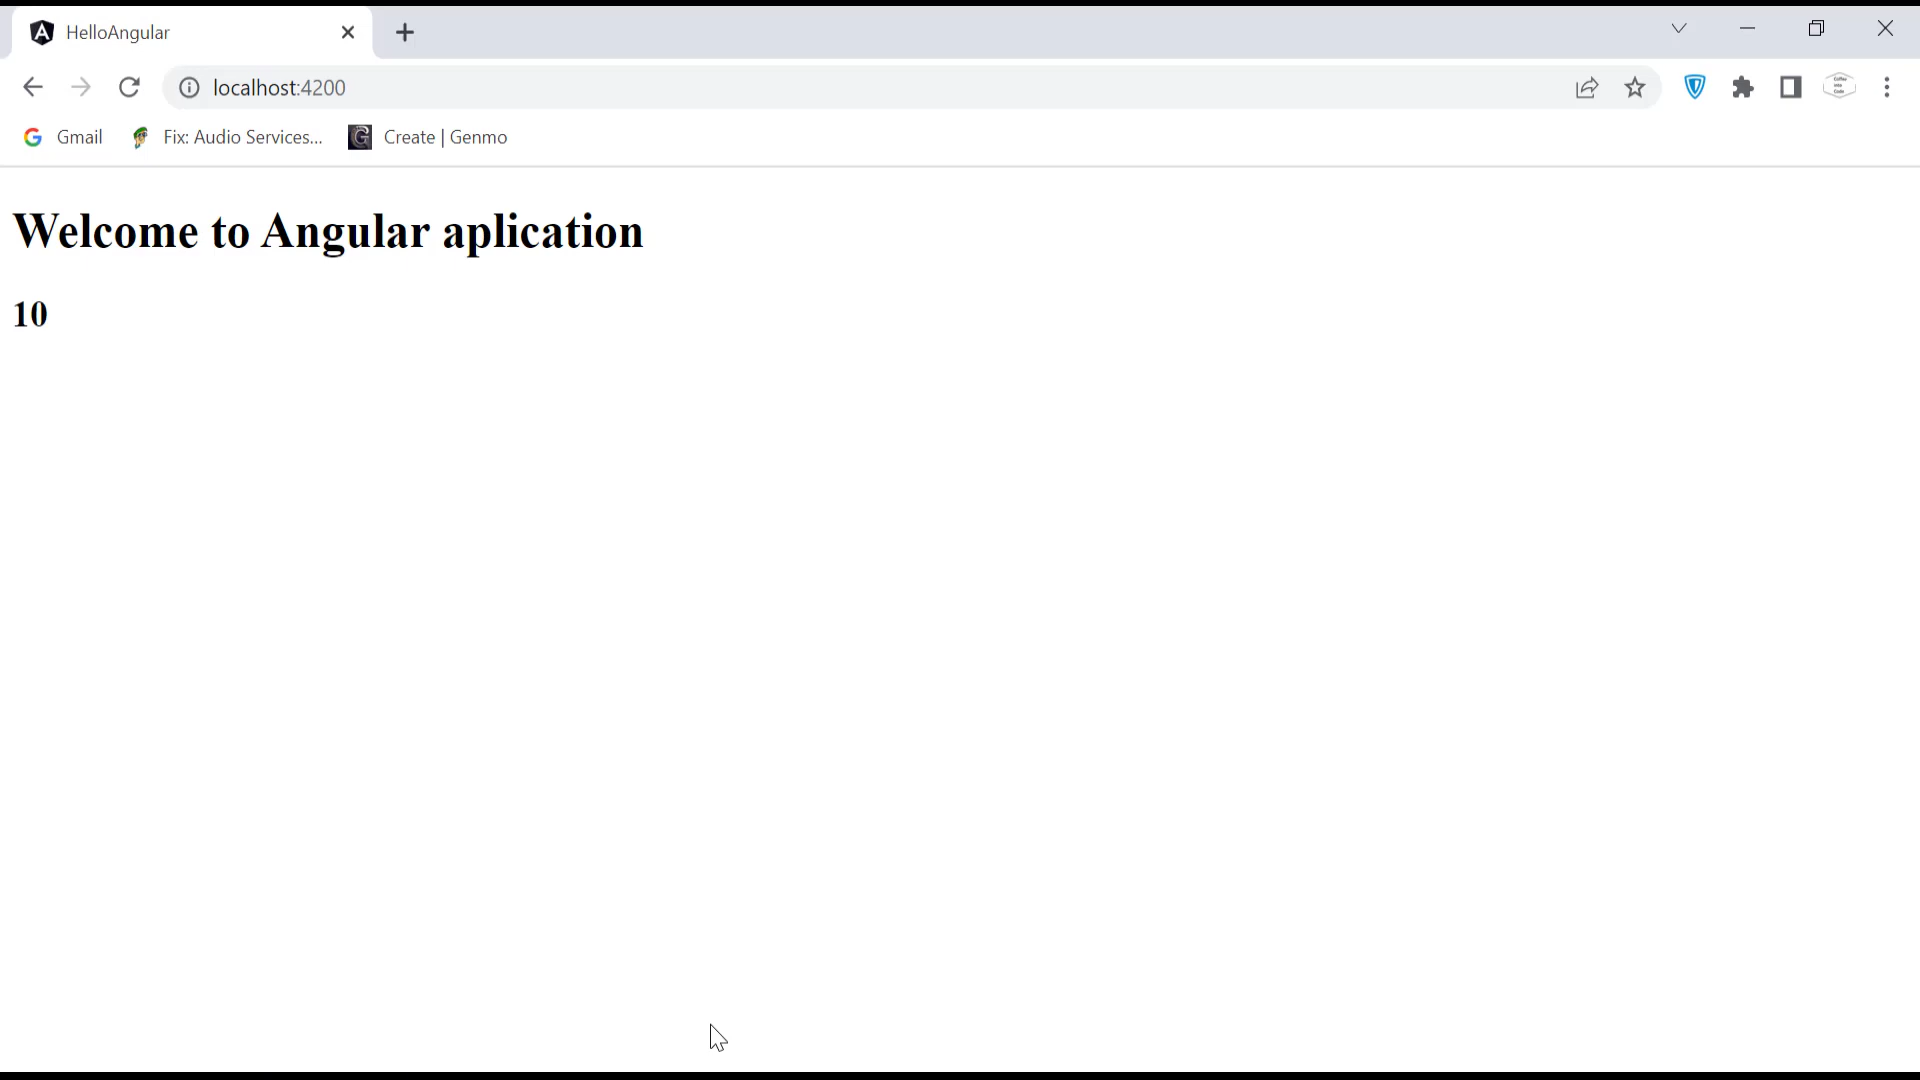 HelloAngular
localhost:4200
Gmail
Fix: Audio Services...
Create | Genmo
Welcome to Angular aplication
10